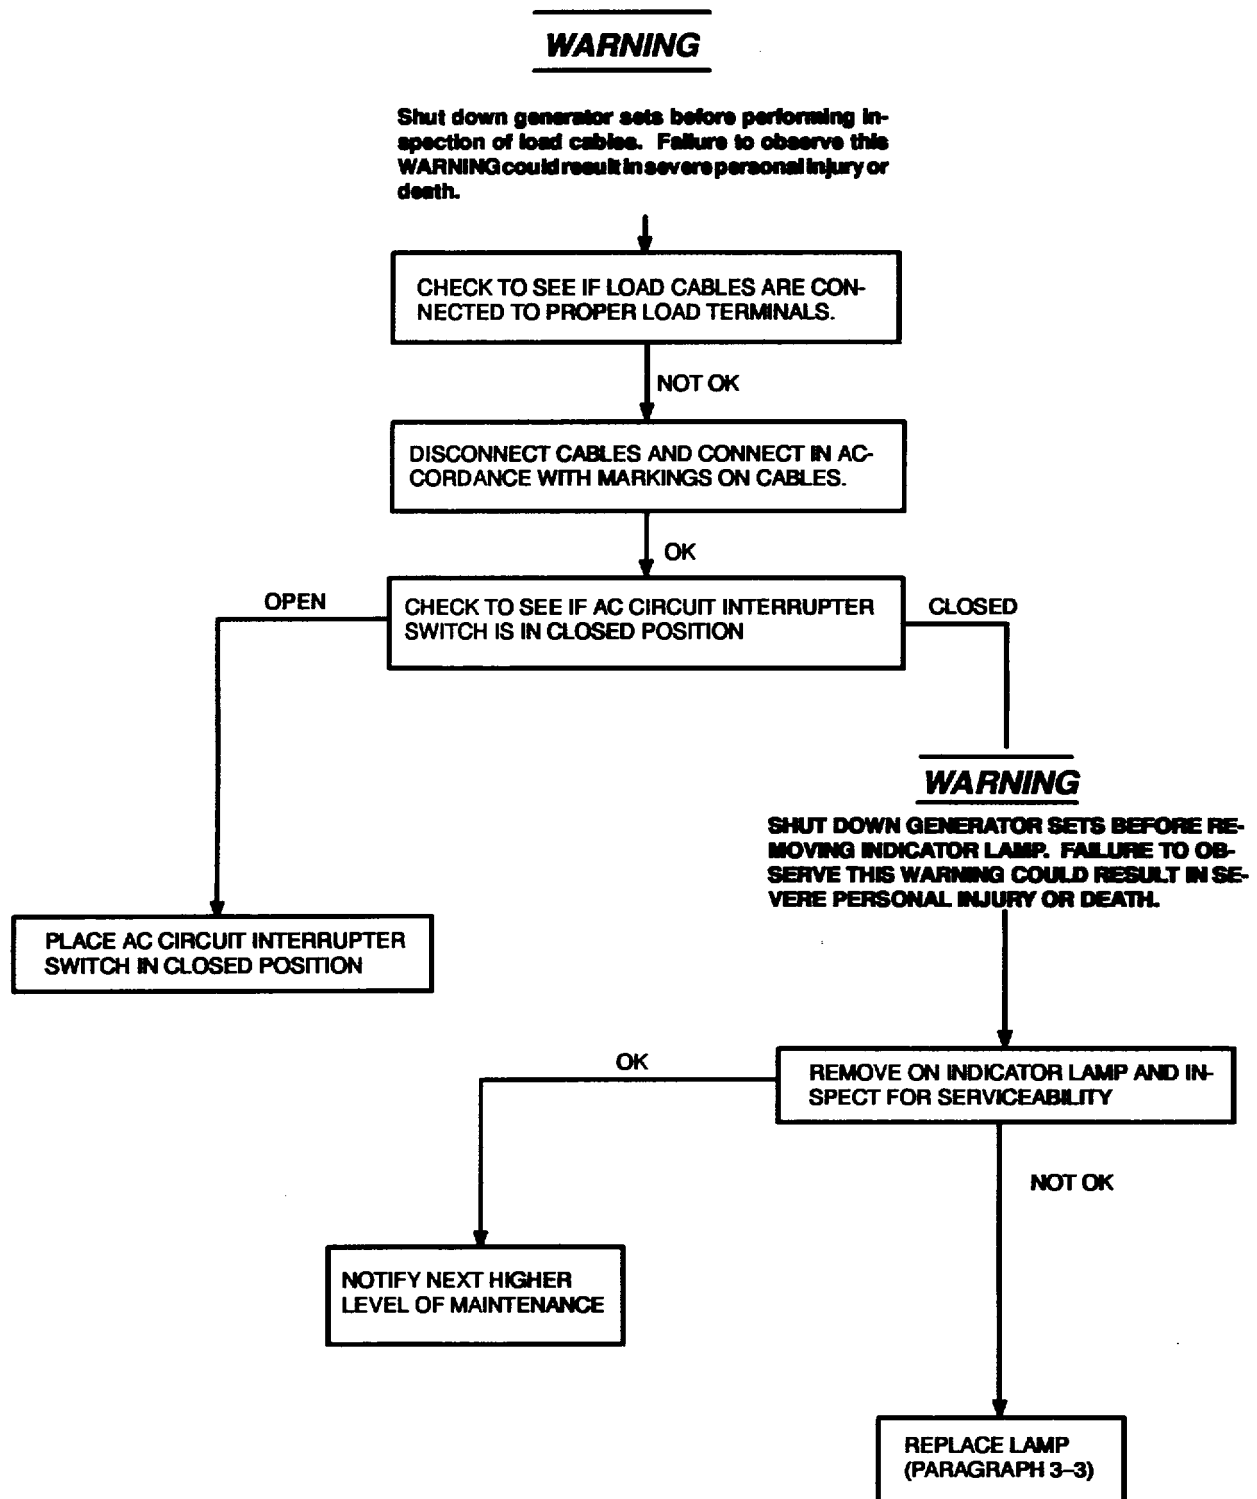 WARNING
Shut down generator sets before performing in-
spection of load cables. Failure to observe this
WARNING could result in severe personal injury or
death.
CHECK TO SEE IF LOAD CABLES ARE CON-
NECTED TO PROPER LOAD TERMINALS.
NOT OK
DISCONNECT CABLES AND CONNECT IN AC-
CORDANCE WITH MARKINGS ON CABLES.
OK
OPEN
CHECK TO SEE IF AC CIRCUIT INTERRUPTER
SWITCH IS IN CLOSED POSITION
CLOSED
WARNING
SHUT DOWN GENERATOR SETS BEFORE RE-
MOVING INDICATOR LAMP. FAILURE TO OB-
SERVE THIS WARNING COULD RESULT IN SE-
VERE PERSONAL INJURY OR DEATH.
PLACE AC CIRCUIT INTERRUPTER
SWITCH IN CLOSED POSITION
OK
REMOVE ON INDICATOR LAMP AND IN-
SPECT FOR SERVICEABILITY
NOT OK
NOTIFY NEXT HIGHER
LEVEL OF MAINTENANCE
REPLACE LAMP
(PARAGRAPH 3–3)